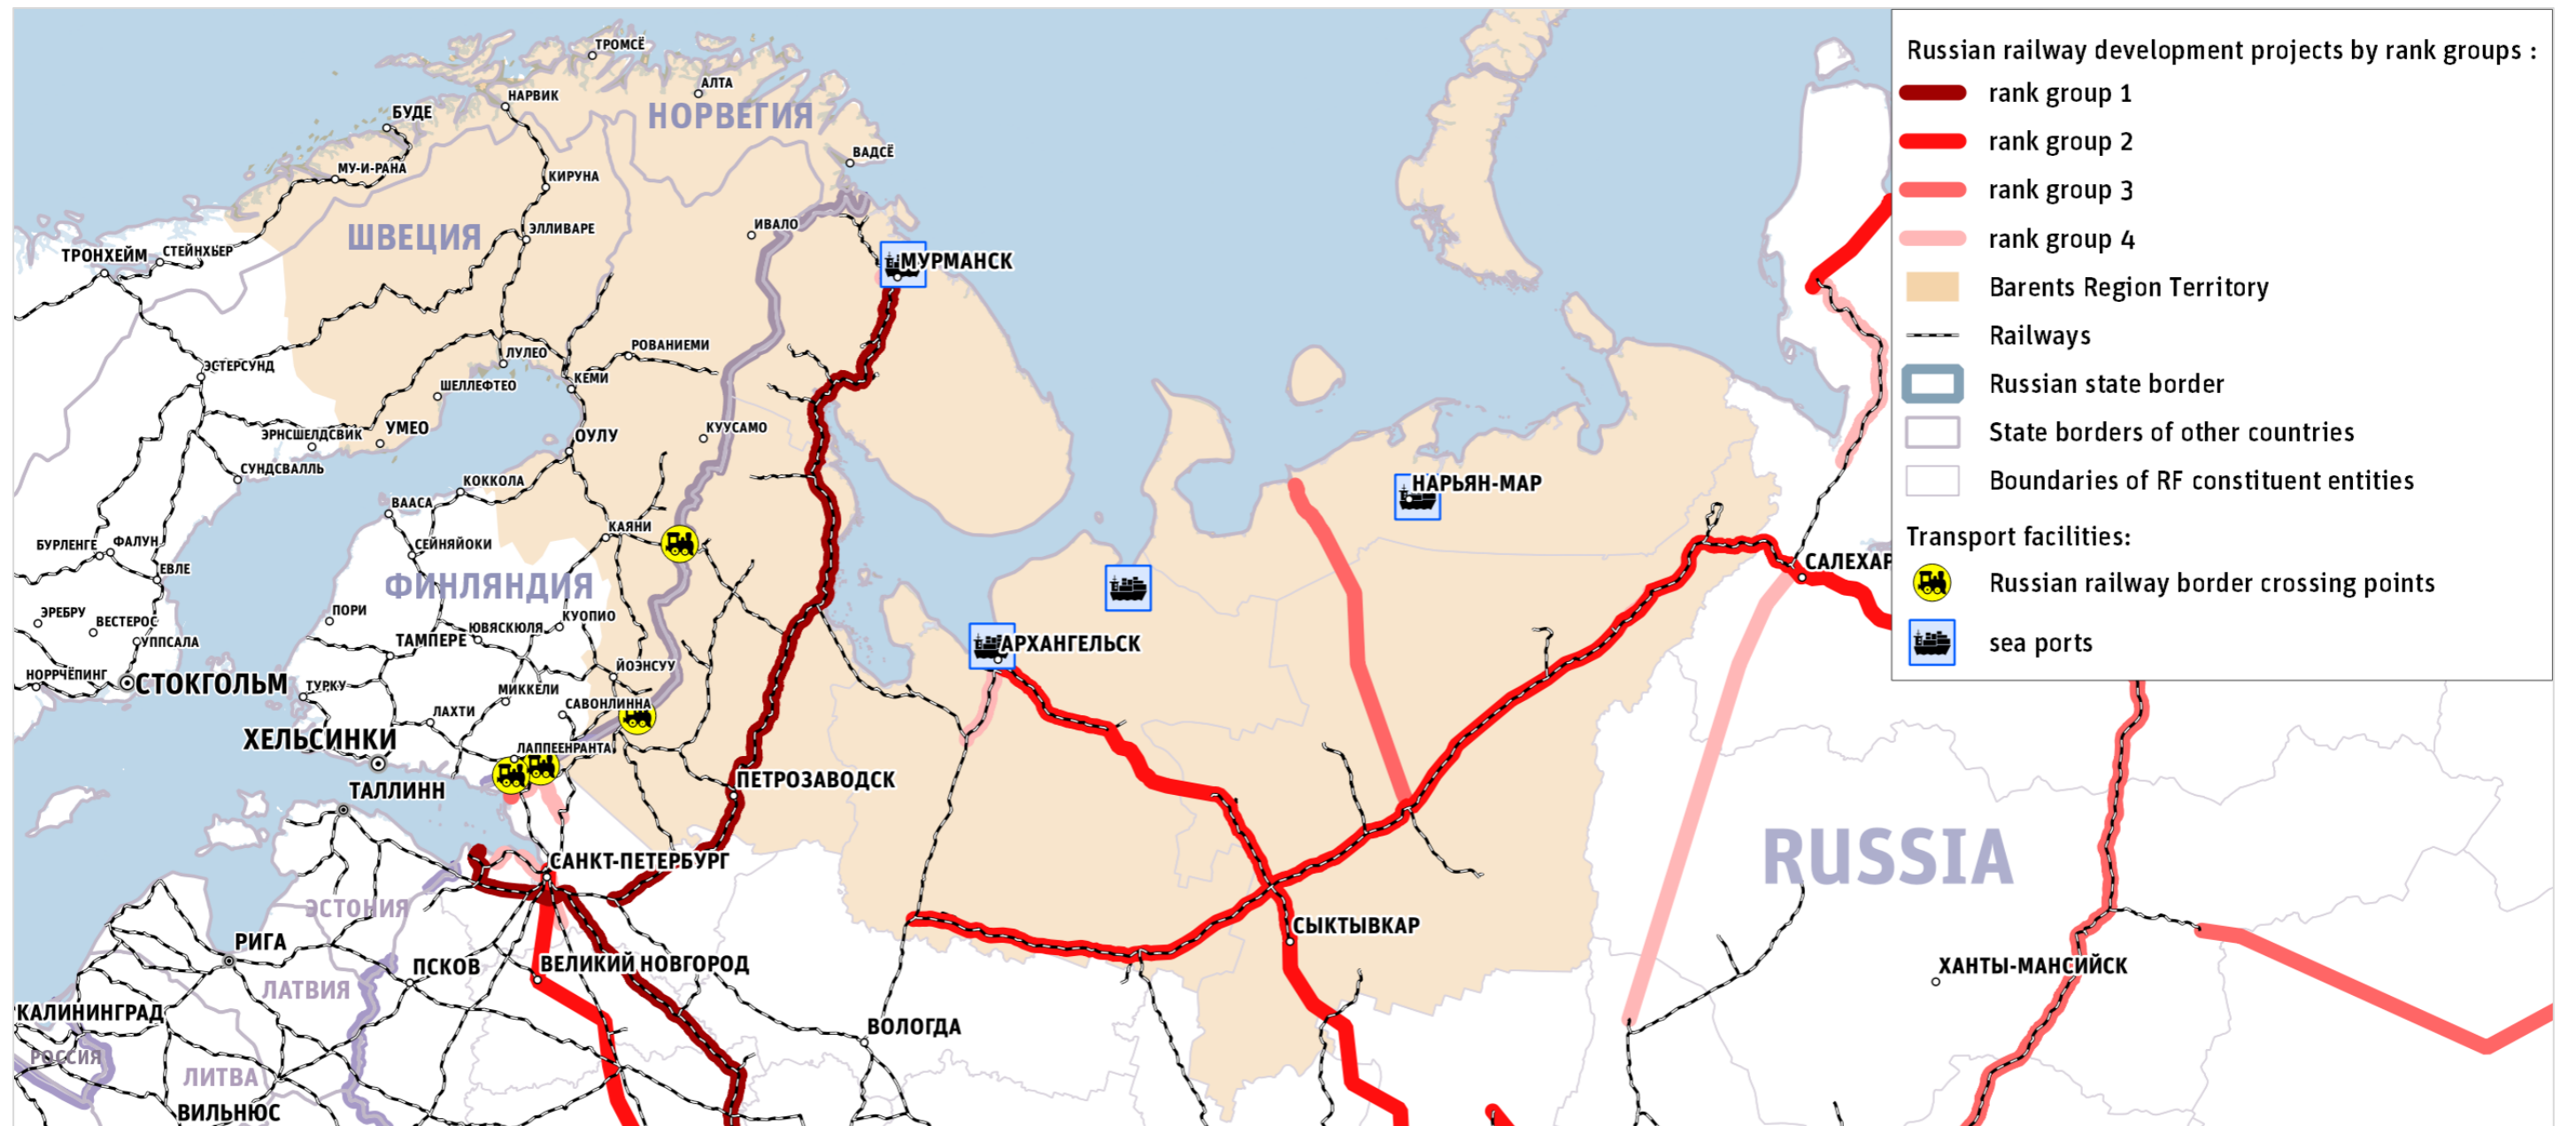 Russian railway development projects by rank groups :
rank group 1
rank group 2
rank group 3
rank group 4
Barents Region Territory
Railways
Russian state border
State borders of other countries
Boundaries of RF constituent entities
Transport facilities:
Russian railway border crossing points
sea ports
ТРОМСЁ
АЛТА
НАРВИК
БУДЕ
НОРВЕГИЯ
ВАДСЁ
МУ-И-РАНА
КИРУНА
ИВАЛО
ЭЛЛИВАРЕ
ШВЕЦИЯ
СТЕЙНХЬЕР
ТРОНХЕЙМ
МУРМАНСК
РОВАНИЕМИ
ЛУЛЕО
ЭСТЕРСУНД
КЕМИ
ШЕЛЛЕФТЕО
УМЕО
КУУСАМО
ЭРНСШЕЛДСВИК
ОУЛУ
СУНДСВАЛЛЬ
КОККОЛА
НАРЬЯН-МАР
ВААСА
КАЯНИ
БУРЛЕНГЕ
ФАЛУН
СЕЙНЯЙОКИ
САЛЕХАР
ЕВЛЕ
ФИНЛЯНДИЯ
ЭРЕБРУ
ВЕСТЕРОС
ПОРИ
КУОПИО
ЮВЯСКЮЛЯ
ТАМПЕРЕ
УППСАЛА
АРХАНГЕЛЬСК
ЙОЭНСУУ
НОРРЧЁПИНГ
СТОКГОЛЬМ
ТУРКУ
МИККЕЛИ
САВОНЛИННА
ЛАХТИ
ХЕЛЬСИНКИ
ЛАППЕЕНРАНТА
ПЕТРОЗАВОДСК
ТАЛЛИНН
САНКТ-ПЕТЕРБУРГ
RUSSIA
ЭСТОНИЯ
СЫКТЫВКАР
РИГА
ПСКОВ
ВЕЛИКИЙ НОВГОРОД
ХАНТЫ-МАНСИЙСК
ЛАТВИЯ
КАЛИНИНГРАД
ВОЛОГДА
РОССИЯ
ЛИТВА
ВИЛЬНЮС